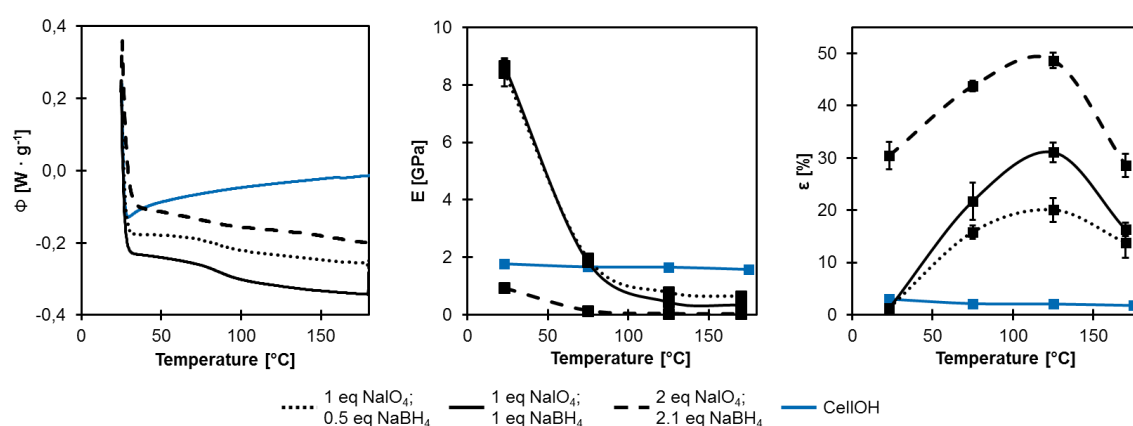 0,4
0,2
0,0
-0,2
-0,4
Φ [W · g⁻¹]
0
50
100
150
Temperature [°C]
10
8
6
4
2
0
E [GPa]
0
50
100
150
Temperature [°C]
50
40
30
20
10
0
ε [%]
0
50
100
150
Temperature [°C]
1 eq NaIO₄;
0.5 eq NaBH₄
1 eq NaIO₄;
1 eq NaBH₄
2 eq NaIO₄;
2.1 eq NaBH₄
CellOH